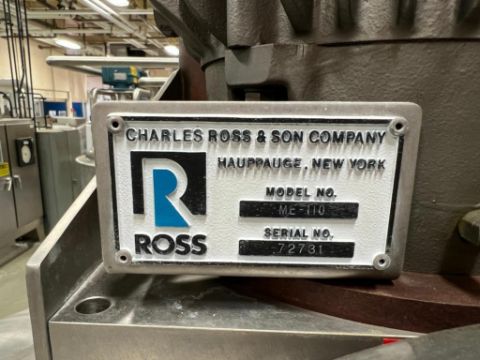 CHARLES ROSS & SON COMPANY
HAUPPAUGE, NEW YORK
MODEL NO.
ME-110
SERIAL NO.
72731
R
ROSS